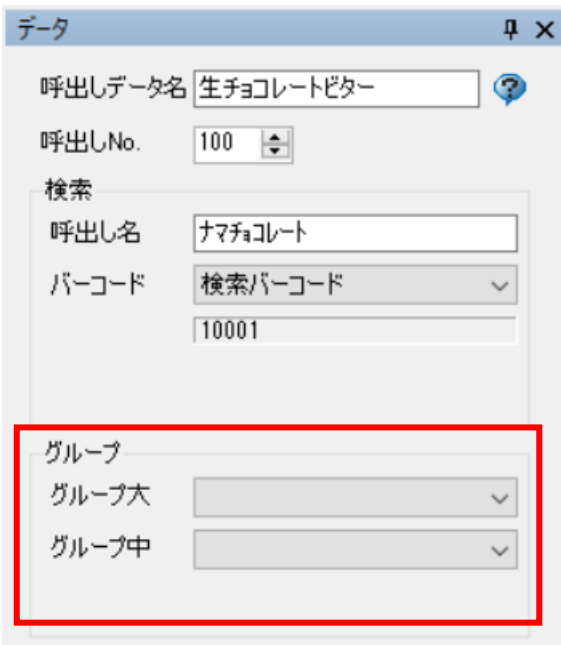 データ
呼出しデータ名 生チョコレートビター
呼出しNo. 100
検索
呼出し名 ナマチョコレート
バーコード 検索バーコード
10001
グループ
グループ大
グループ中